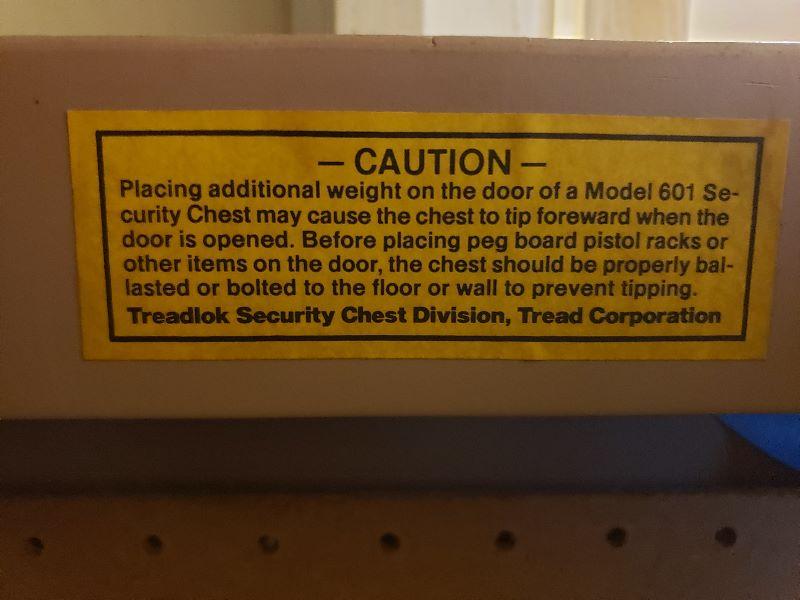 — CAUTION —
Placing additional weight on the door of a Model 601 Se-
curity Chest may cause the chest to tip foreward when the
door is opened. Before placing peg board pistol racks or
other items on the door, the chest should be properly bal-
lasted or bolted to the floor or wall to prevent tipping.
Treadlok Security Chest Division, Tread Corporation